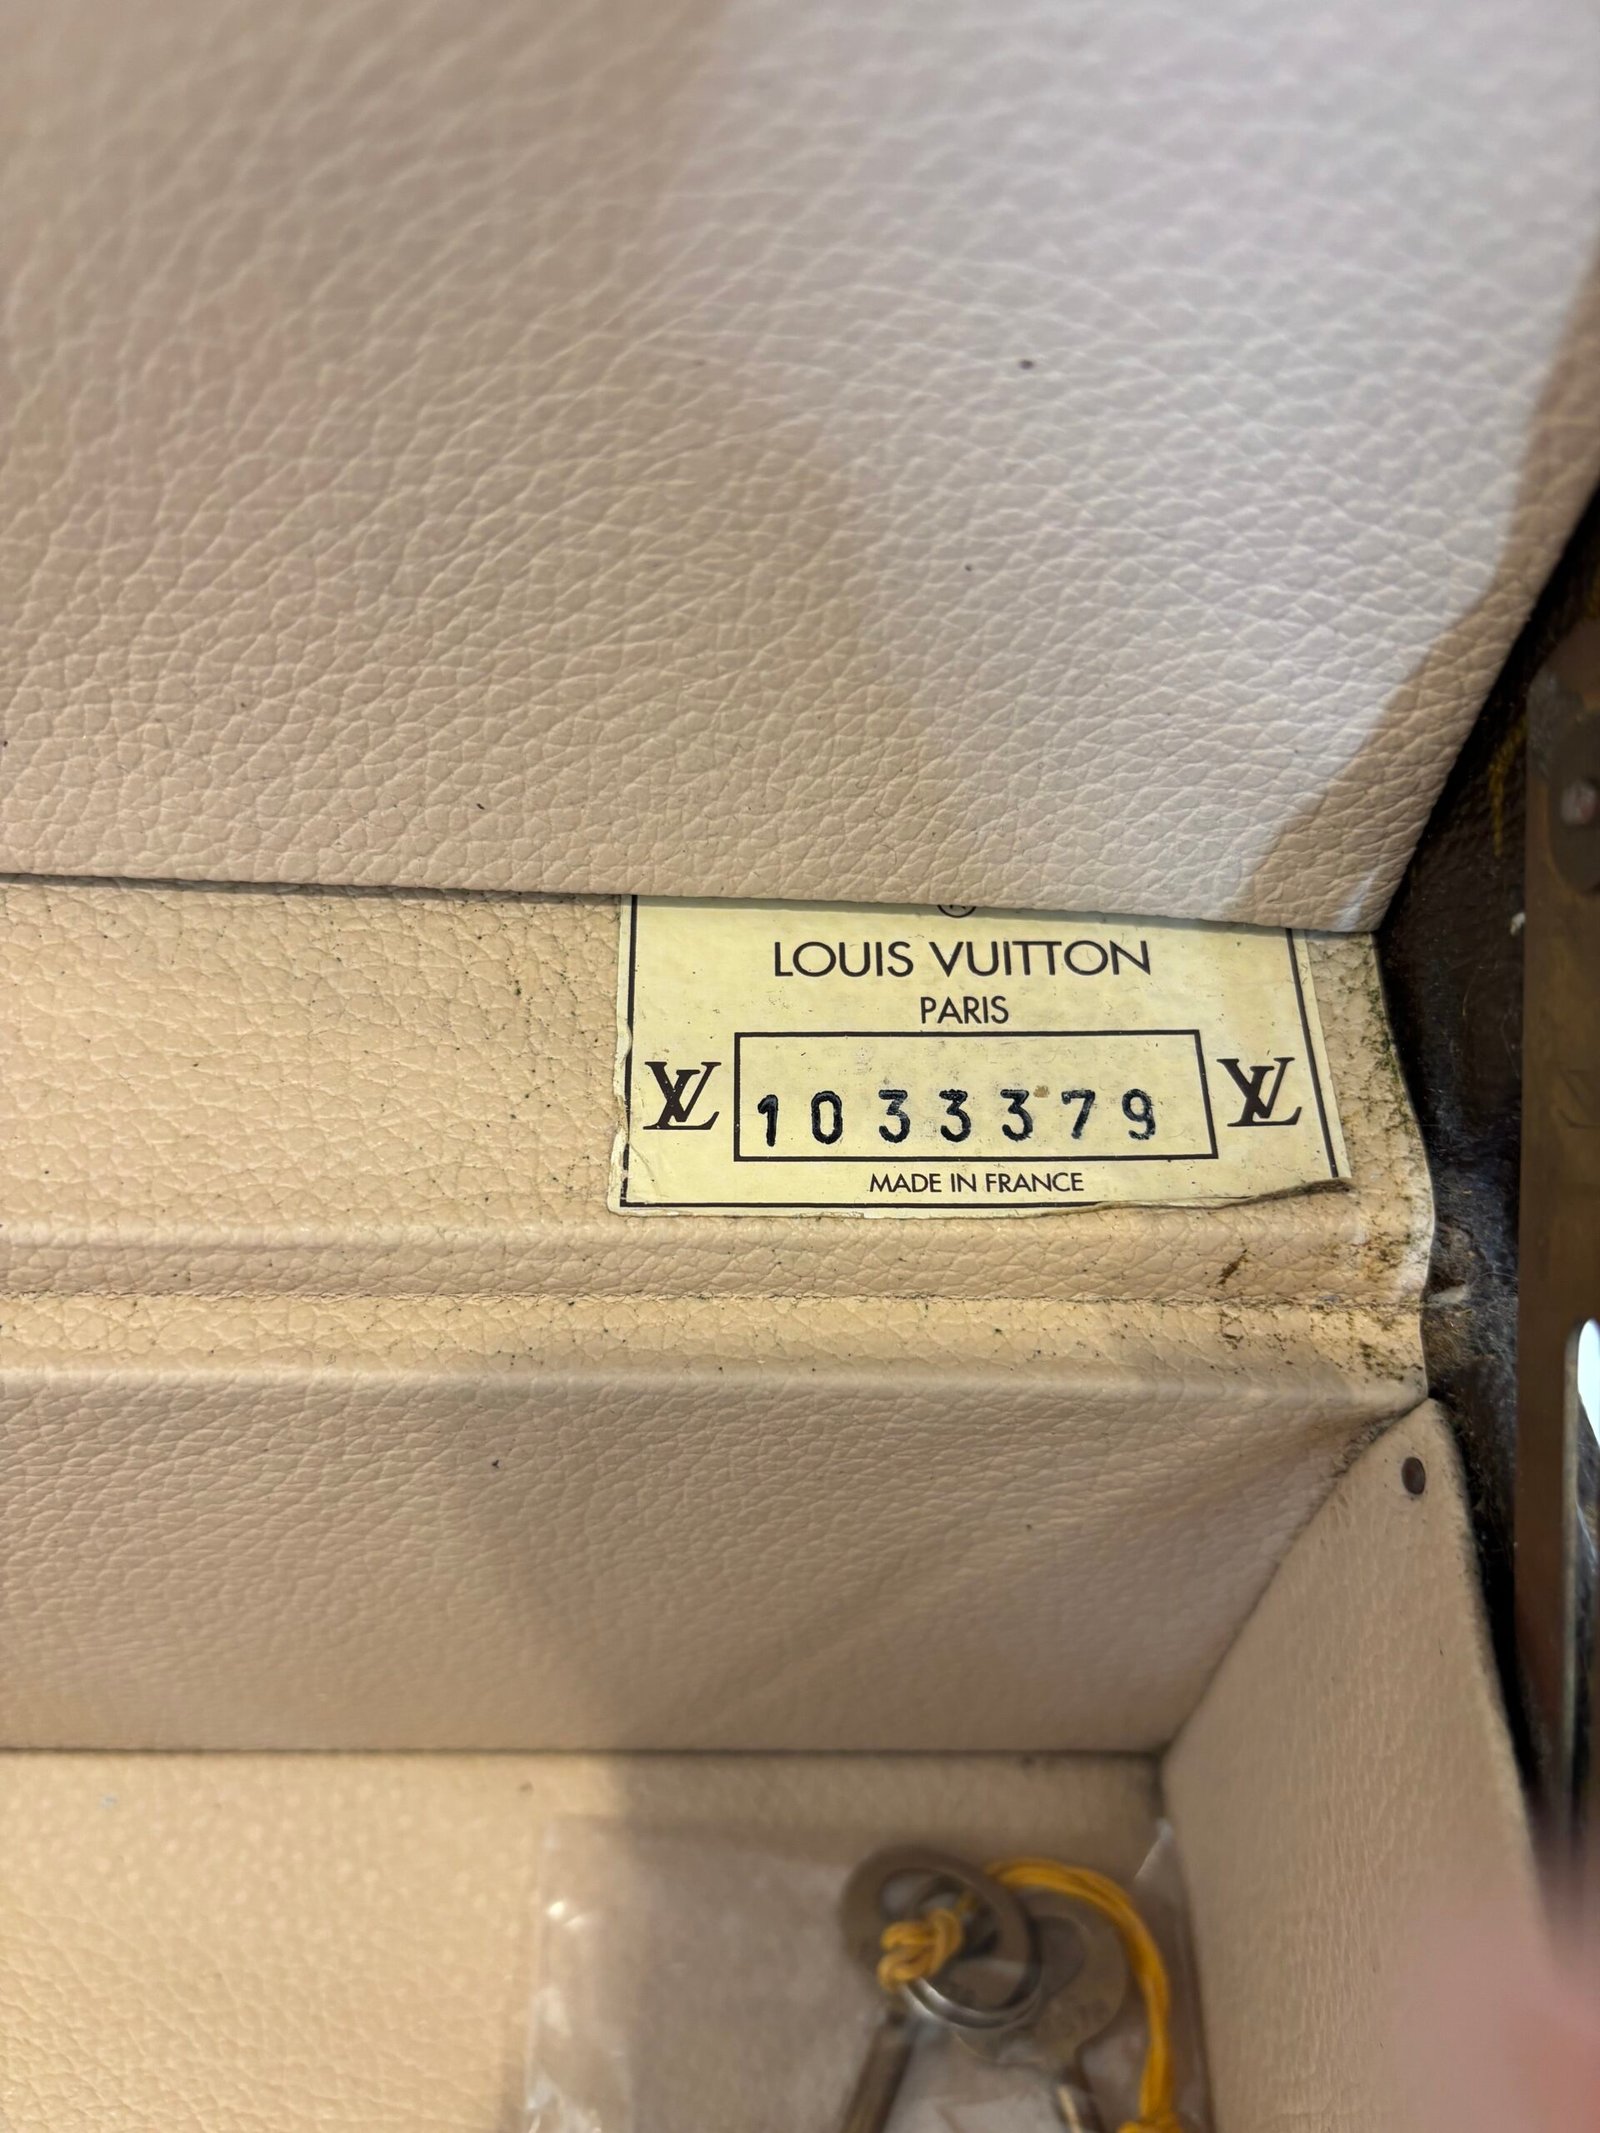 ®
LOUIS VUITTON
PARIS
LV 1033379 LV
MADE IN FRANCE